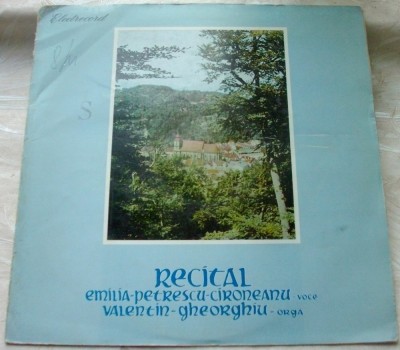 Electrecord
S
RECITAL
emilia-petrescu-cironeanu voce
valentin-gheorghiu-orga